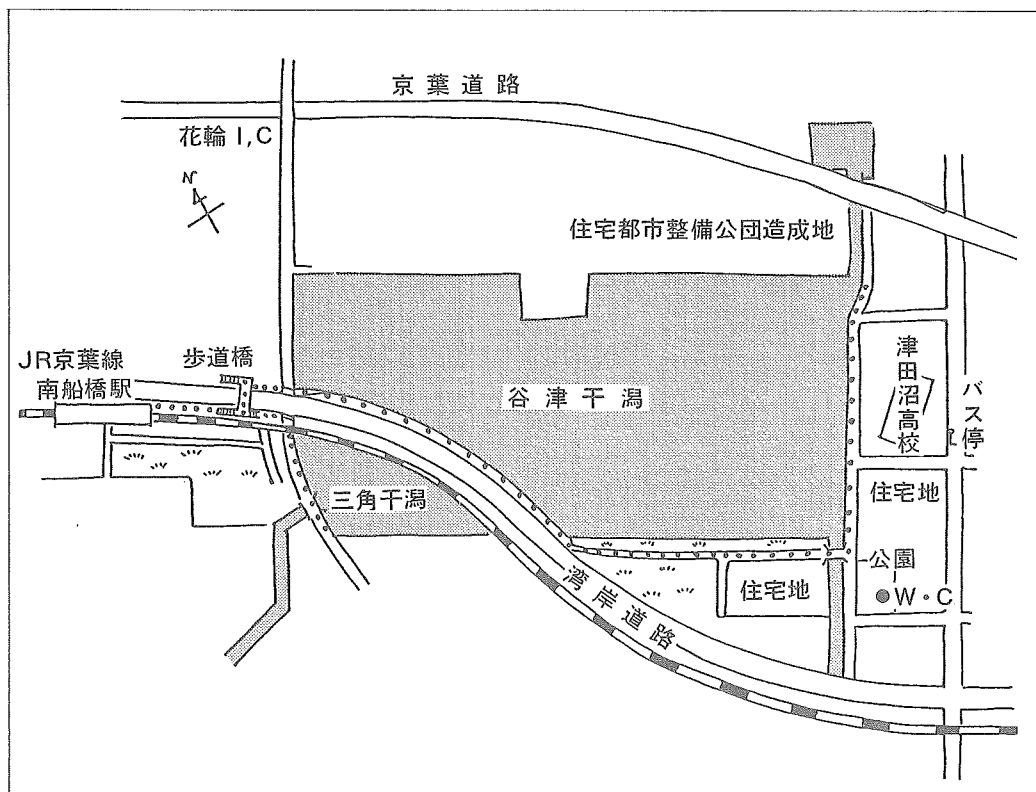 京葉道路
花輪I,C
N
住宅都市整備公団造成地
JR京葉線
南船橋駅
歩道橋
谷津干潟
津田沼高校
バス停
三角干潟
住宅地
公園
住宅地
W・C
湾岸道路